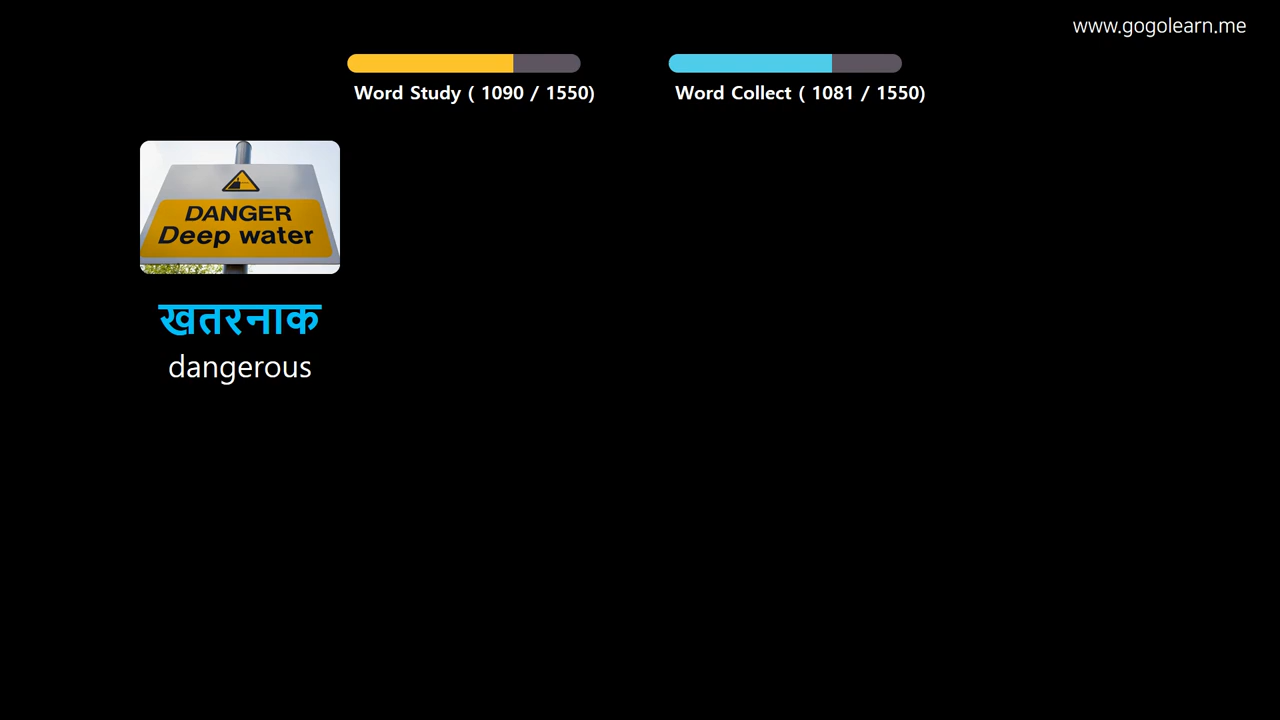 www.gogolearn.me
Word Study ( 1090 / 1550)
Word Collect ( 1081 / 1550)
DANGER
Deep water
खतरनाक
dangerous